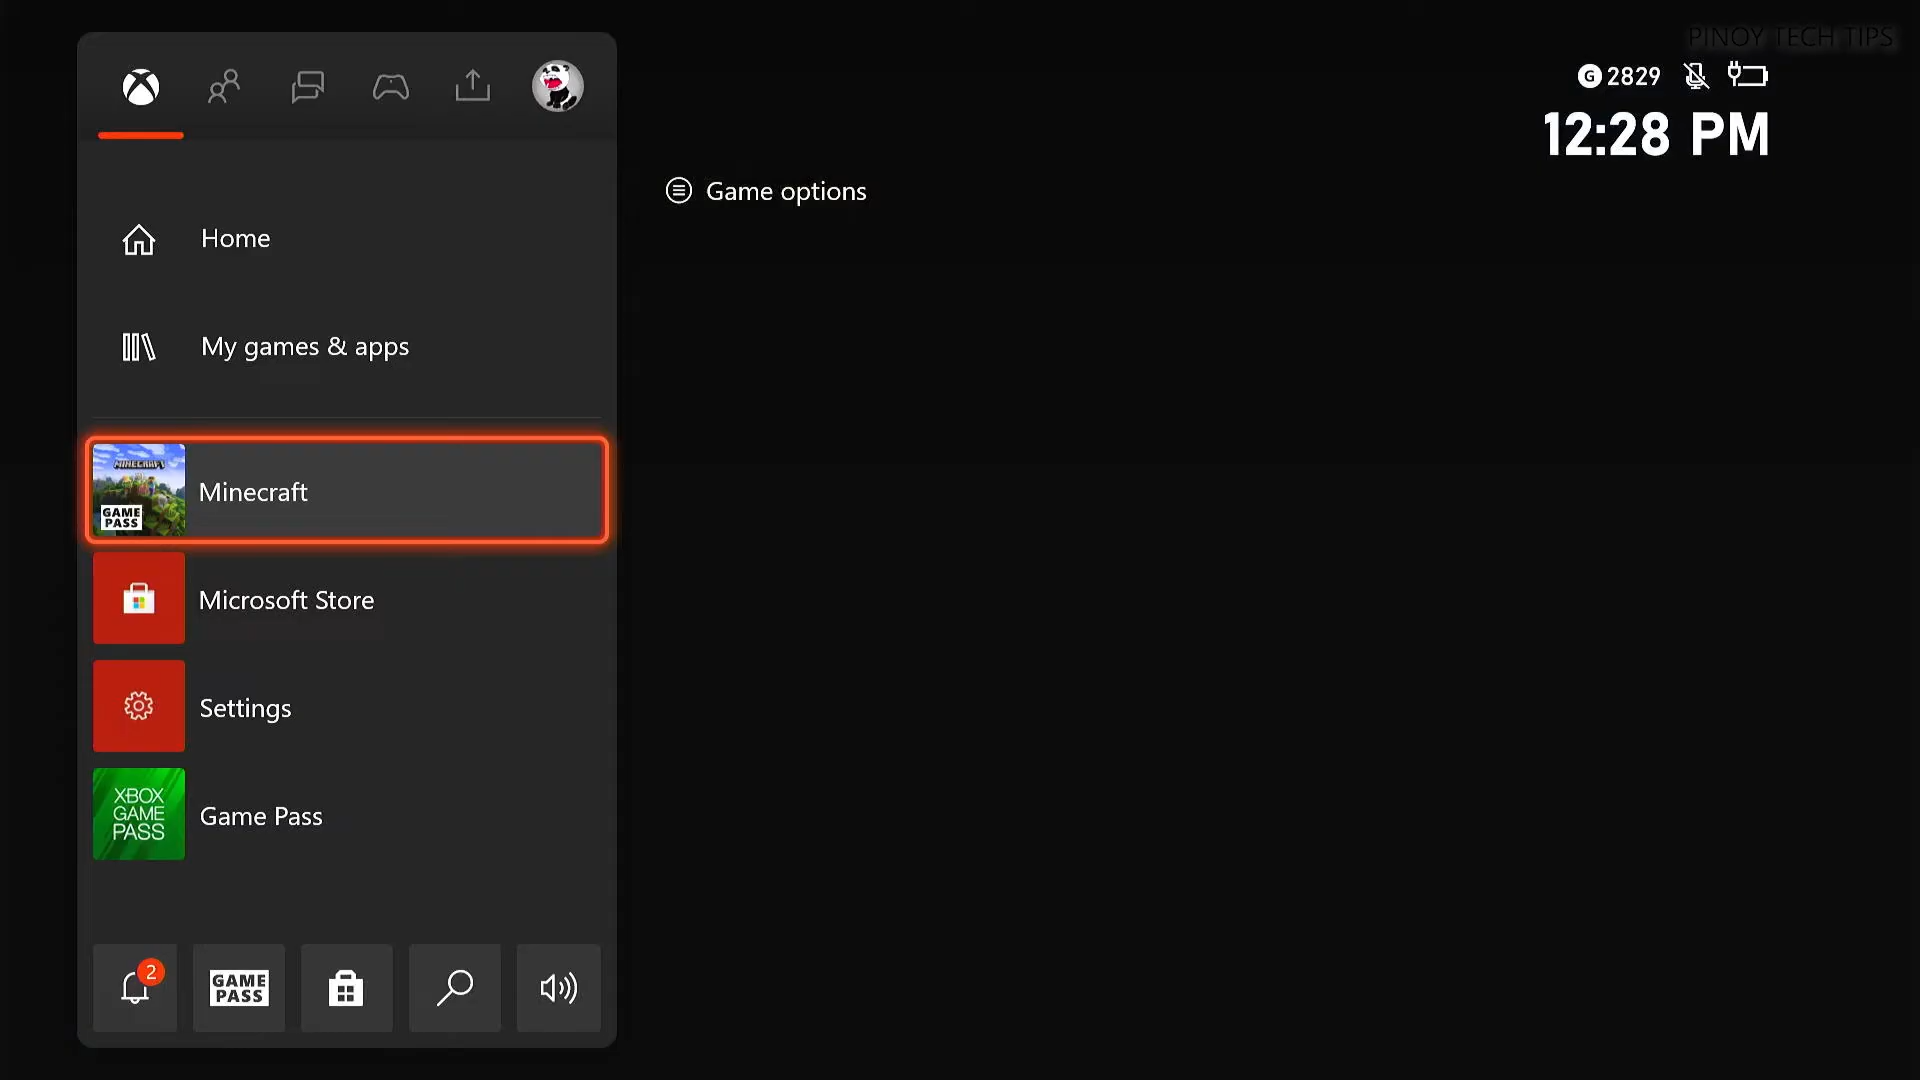 PINOY TECH TIPS
G 2829
12:28 PM
Game options
Home
My games & apps
MINECRAFT
GAME
PASS
Minecraft
Microsoft Store
Settings
XBOX
GAME
PASS
Game Pass
2
GAME
PASS